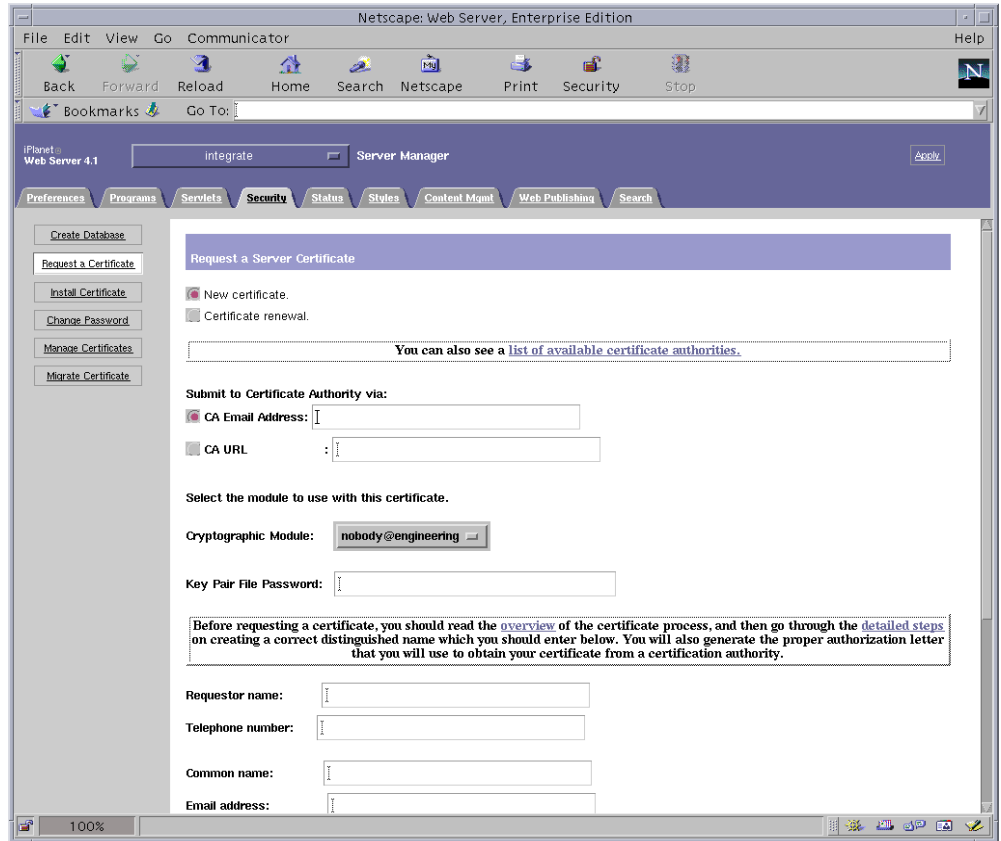 Netscape: Web Server, Enterprise Edition
File Edit View Go Communicator Help
Back Forward Reload Home Search Netscape Print Security Stop
My
N
Bookmarks Go To:
iPlanet
Web Server 4.1
integrate
Server Manager
Apply
Preferences Programs Servlets Security Status Styles Content Mgmt Web Publishing Search
Create Database
Request a Certificate
Install Certificate
Change Password
Manage Certificates
Migrate Certificate
Request a Server Certificate
New certificate.
Certificate renewal.
You can also see a list of available certificate authorities.
Submit to Certificate Authority via:
CA Email Address:
CA URL :
Select the module to use with this certificate.
Cryptographic Module: nobody@engineering
Key Pair File Password:
Before requesting a certificate, you should read the overview of the certificate process, and then go through the detailed steps
on creating a correct distinguished name which you should enter below. You will also generate the proper authorization letter
that you will use to obtain your certificate from a certification authority.
Requestor name:
Telephone number:
Common name:
Email address:
100%